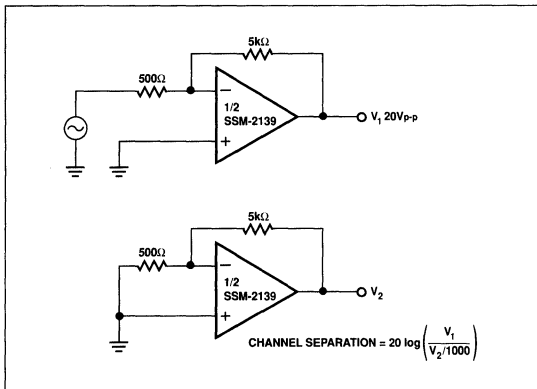 5kΩ
500Ω
−
1/2
SSM-2139
+
V1 20Vp-p
5kΩ
500Ω
−
1/2
SSM-2139
+
V2
CHANNEL SEPARATION = 20 log ( V1 / V2/1000 )